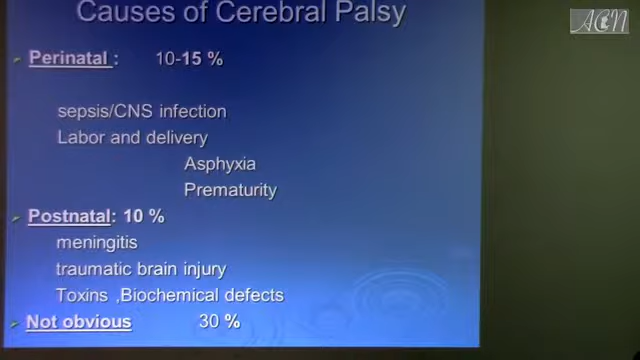 Causes of Cerebral Palsy
Perinatal : 10-15 %
sepsis/CNS infection
Labor and delivery
Asphyxia
Prematurity
Postnatal: 10 %
meningitis
traumatic brain injury
Toxins ,Biochemical defects
Not obvious 30 %
ACN